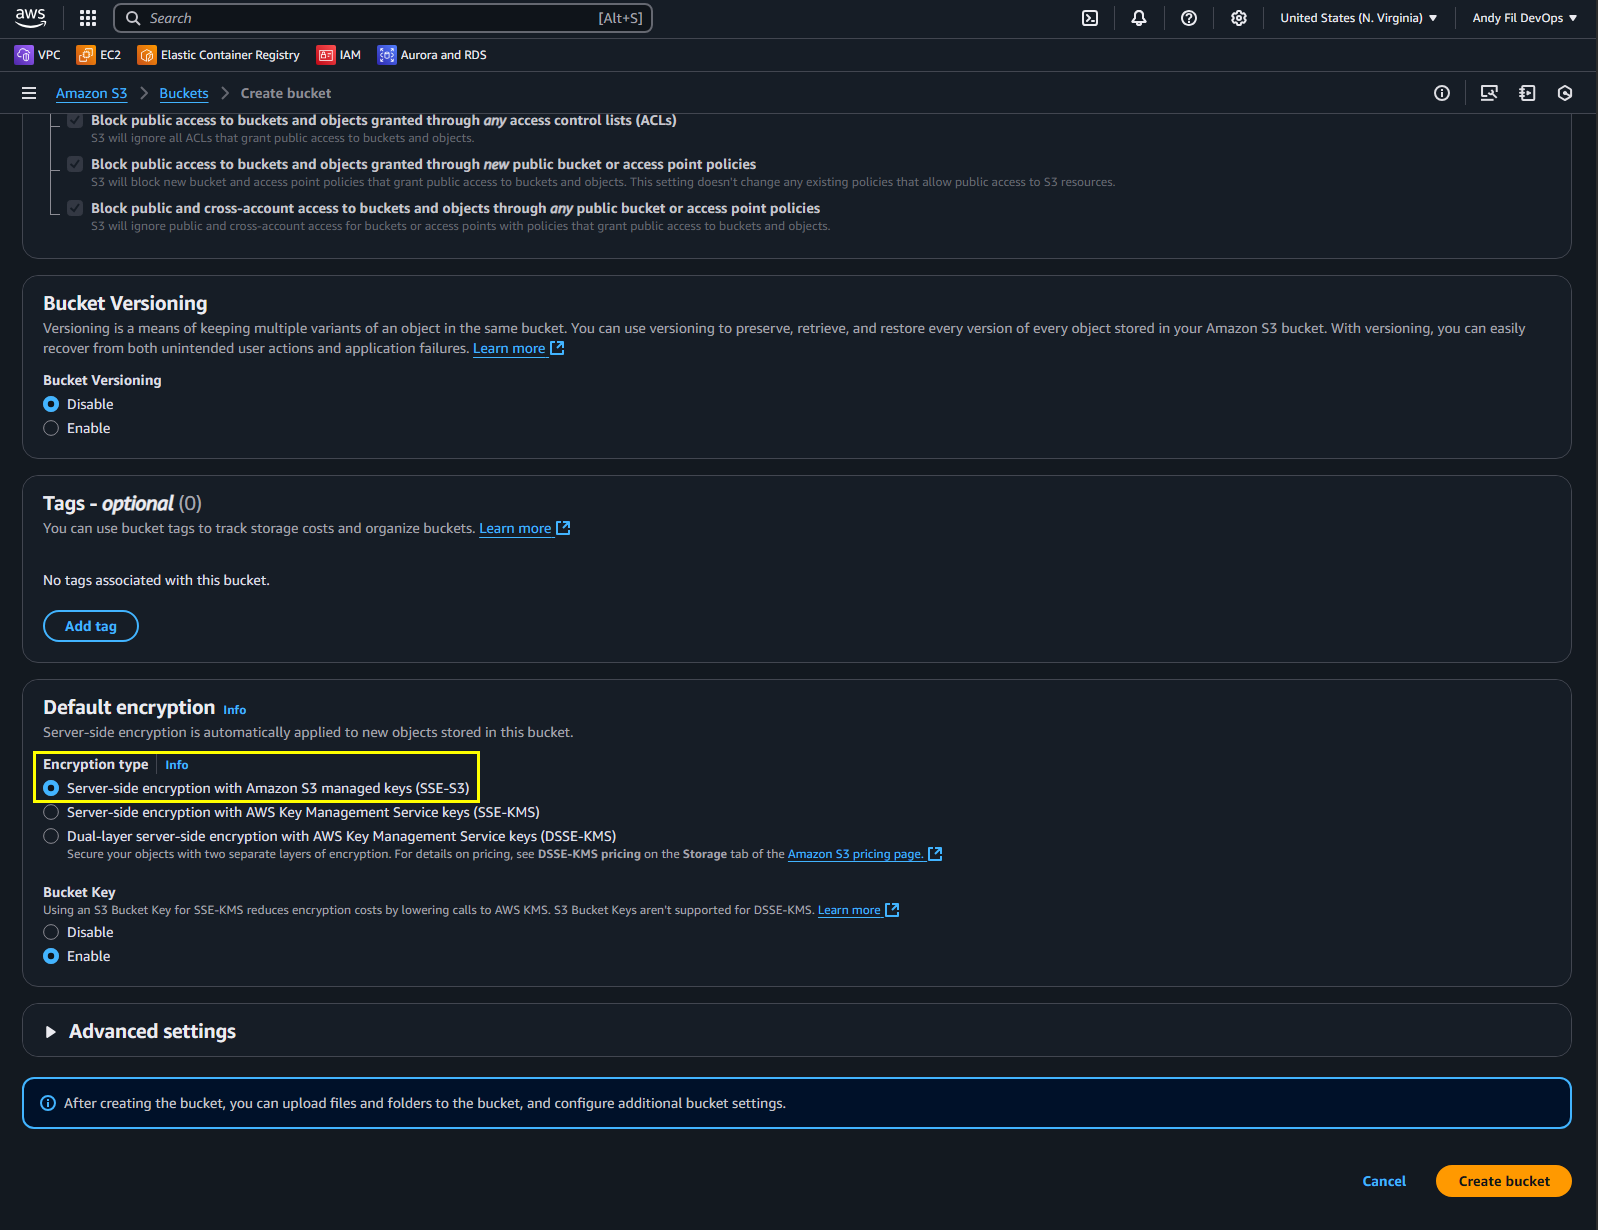 aws
Search [Alt+S]
United States (N. Virginia)
Andy Fil DevOps
VPC EC2 Elastic Container Registry IAM Aurora and RDS
Amazon S3 Buckets Create bucket
Block public access to buckets and objects granted through any access control lists (ACLs)
S3 will ignore all ACLs that grant public access to buckets and objects.
Block public access to buckets and objects granted through new public bucket or access point policies
S3 will block new bucket and access point policies that grant public access to buckets and objects. This setting doesn't change any existing policies that allow public access to S3 resources.
Block public and cross-account access to buckets and objects through any public bucket or access point policies
S3 will ignore public and cross-account access for buckets or access points with policies that grant public access to buckets and objects.
Bucket Versioning
Versioning is a means of keeping multiple variants of an object in the same bucket. You can use versioning to preserve, retrieve, and restore every version of every object stored in your Amazon S3 bucket. With versioning, you can easily
recover from both unintended user actions and application failures. Learn more
Bucket Versioning
Disable
Enable
Tags - optional (0)
You can use bucket tags to track storage costs and organize buckets. Learn more
No tags associated with this bucket.
Add tag
Default encryption Info
Server-side encryption is automatically applied to new objects stored in this bucket.
Encryption type Info
Server-side encryption with Amazon S3 managed keys (SSE-S3)
Server-side encryption with AWS Key Management Service keys (SSE-KMS)
Dual-layer server-side encryption with AWS Key Management Service keys (DSSE-KMS)
Secure your objects with two separate layers of encryption. For details on pricing, see DSSE-KMS pricing on the Storage tab of the Amazon S3 pricing page.
Bucket Key
Using an S3 Bucket Key for SSE-KMS reduces encryption costs by lowering calls to AWS KMS. S3 Bucket Keys aren't supported for DSSE-KMS. Learn more
Disable
Enable
Advanced settings
After creating the bucket, you can upload files and folders to the bucket, and configure additional bucket settings.
Cancel Create bucket